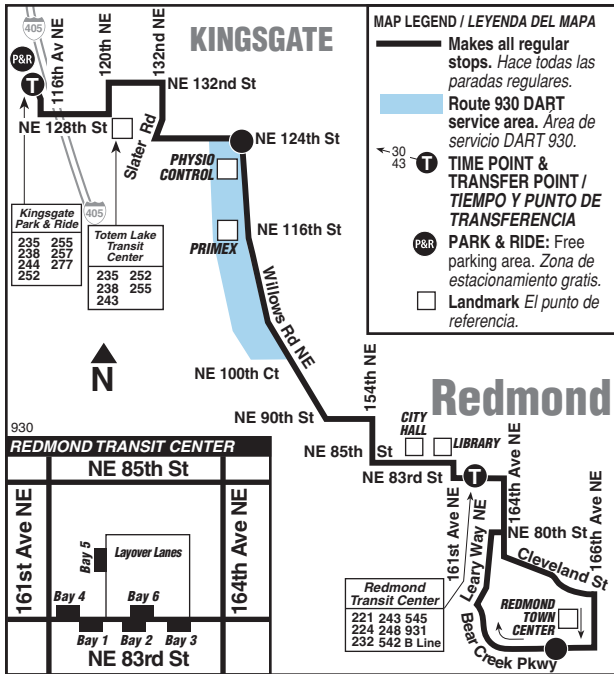 405
P&R
T
116th Av NE
120th NE
132nd NE
KINGSGATE
NE 132nd St
NE 128th St
Slater Rd
NE 124th St
PHYSIO
CONTROL
NE 116th St
PRIMEX
Willows Rd NE
405
Kingsgate
Park & Ride
235 255
238 257
244 277
252
Totem Lake
Transit
Center
235 252
238 255
243
N
NE 100th Ct
MAP LEGEND / LEYENDA DEL MAPA
Makes all regular
stops. Hace todas las
paradas regulares.
Route 930 DART
service area. Área de
servicio DART 930.
30
43
T
TIME POINT &
TRANSFER POINT /
TIEMPO Y PUNTO DE
TRANSFERENCIA
P&R
PARK & RIDE: Free
parking area. Zona de
estacionamiento gratis.
Landmark El punto de
referencia.
154th NE
Redmond
NE 90th St
CITY
HALL
LIBRARY
NE 85th St
NE 83rd St
T
161st Ave NE
Leary Way NE
164th Ave NE
166th Ave NE
NE 80th St
Cleveland St
REDMOND
TOWN
CENTER
Bear Creek Pkwy
Redmond
Transit Center
221 243 545
224 248 931
232 542 B Line
930
REDMOND TRANSIT CENTER
NE 85th St
161st Ave NE
Bay 5
Layover Lanes
164th Ave NE
Bay 4
Bay 6
Bay 1
Bay 2
Bay 3
NE 83rd St